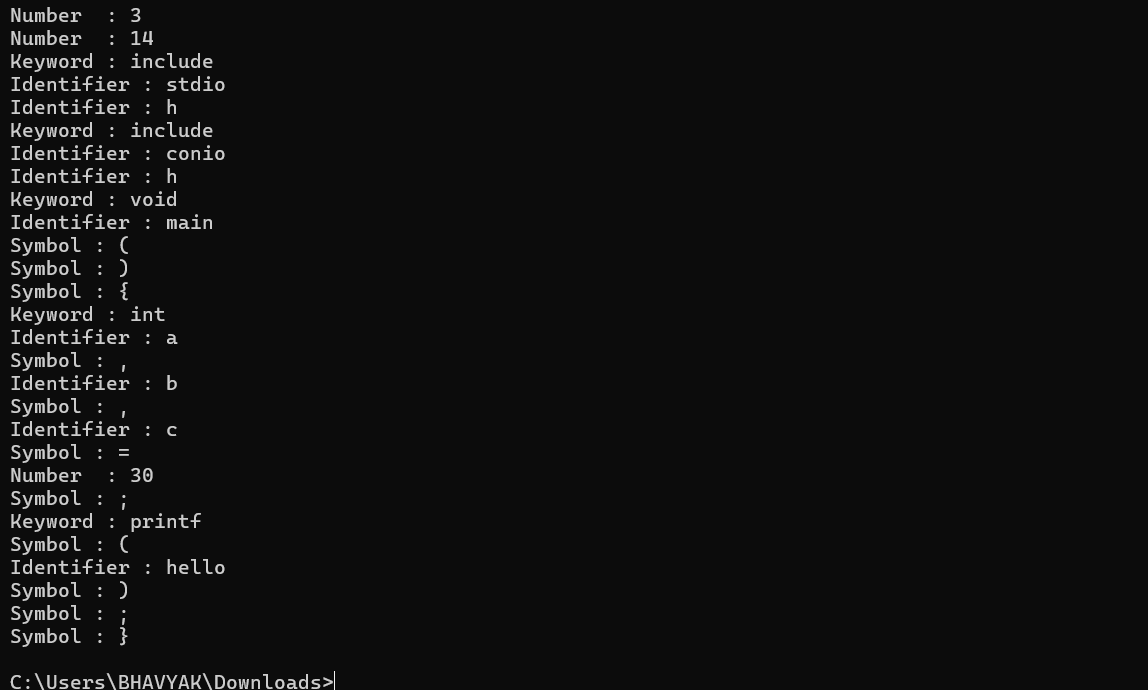 Number  : 3
Number  : 14
Keyword : include
Identifier : stdio
Identifier : h
Keyword : include
Identifier : conio
Identifier : h
Keyword : void
Identifier : main
Symbol : (
Symbol : )
Symbol : {
Keyword : int
Identifier : a
Symbol : ,
Identifier : b
Symbol : ,
Identifier : c
Symbol : =
Number  : 30
Symbol : ;
Keyword : printf
Symbol : (
Identifier : hello
Symbol : )
Symbol : ;
Symbol : }
C:\Users\BHAVYAK\Downloads>